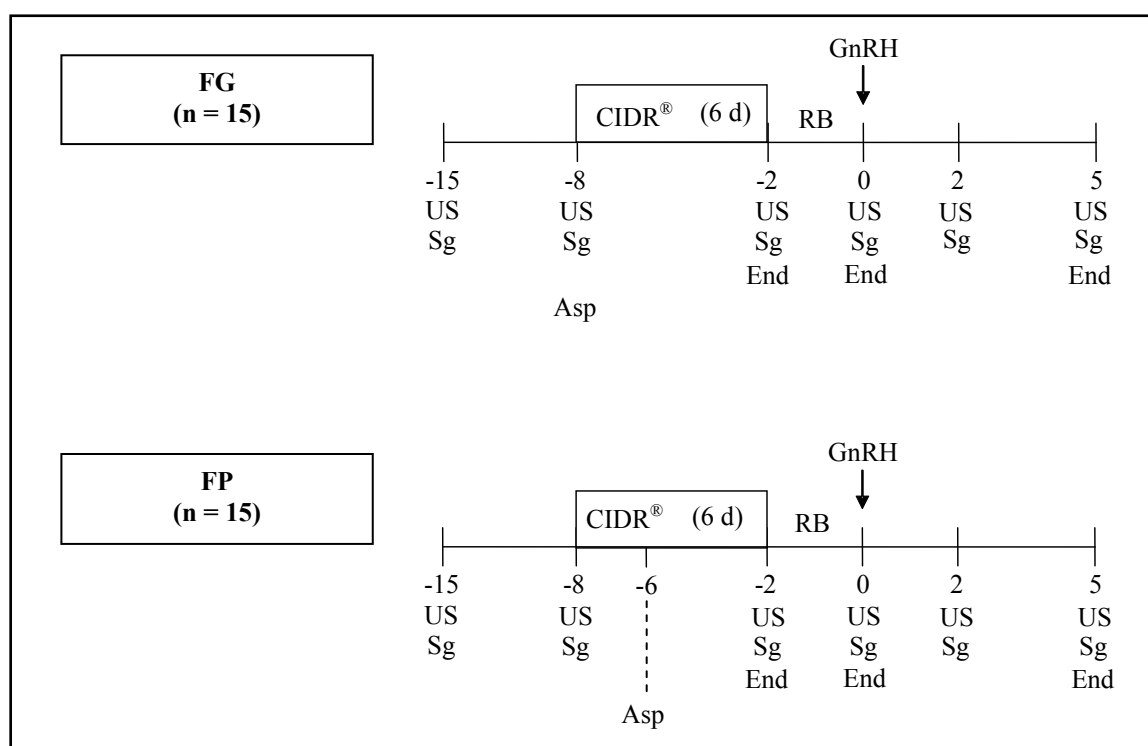 FG
(n = 15)
GnRH
CIDR® (6 d)
RB
-15 -8 -2 0 2 5
US US US US US US
Sg Sg Sg Sg Sg Sg
End End End
Asp
FP
(n = 15)
GnRH
CIDR® (6 d)
RB
-15 -8 -6 -2 0 2 5
US US US US US US
Sg Sg Sg Sg Sg Sg
End End End
Asp